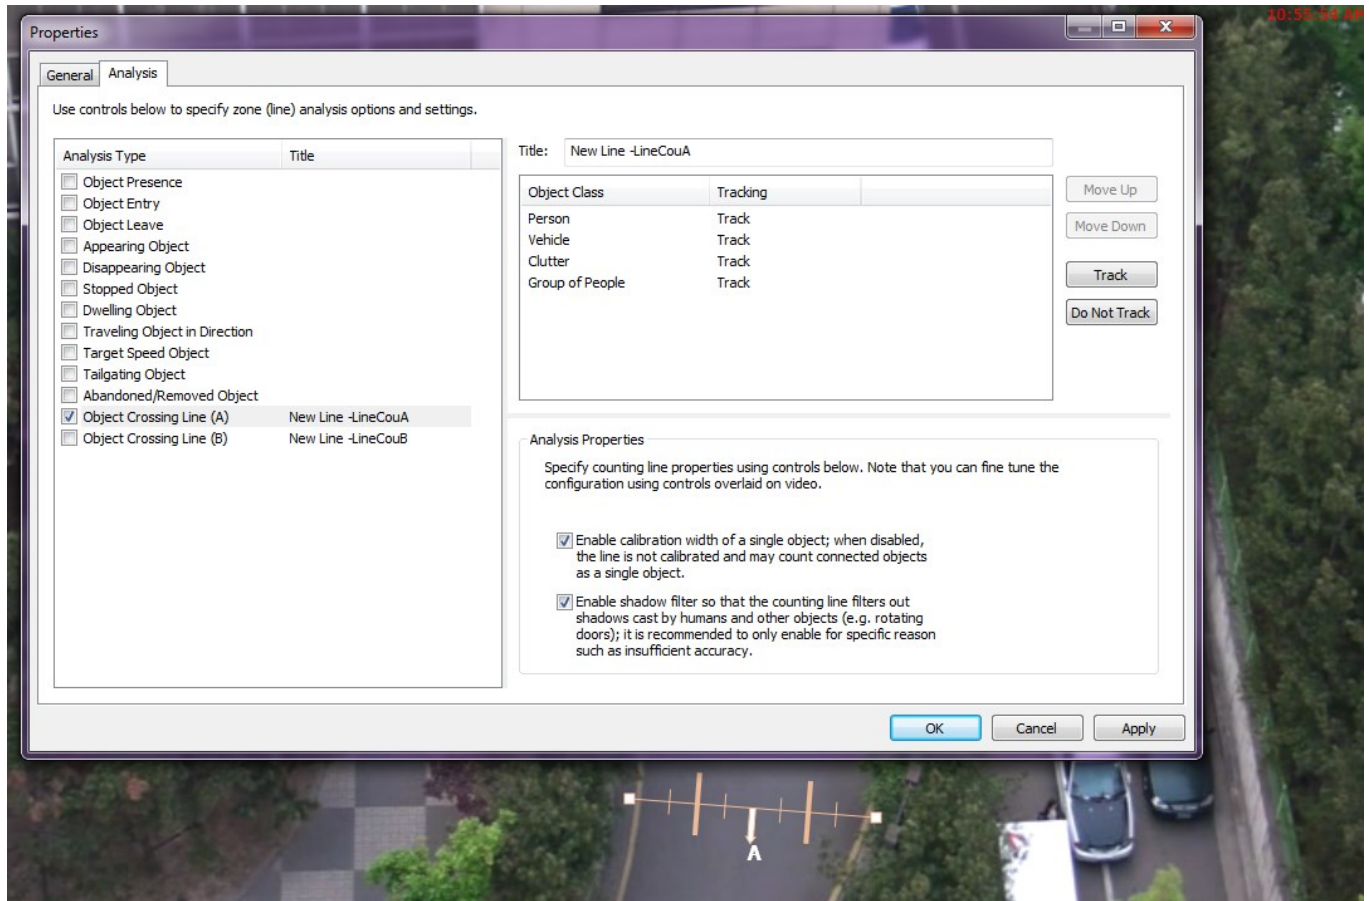 10:55:54 AM
Properties
General
Analysis
Use controls below to specify zone (line) analysis options and settings.
Analysis Type Title
Object Presence
Object Entry
Object Leave
Appearing Object
Disappearing Object
Stopped Object
Dwelling Object
Traveling Object in Direction
Target Speed Object
Tailgating Object
Abandoned/Removed Object
Object Crossing Line (A) New Line -LineCouA
Object Crossing Line (B) New Line -LineCouB
Title: New Line -LineCouA
Object Class Tracking
Person Track
Vehicle Track
Clutter Track
Group of People Track
Move Up
Move Down
Track
Do Not Track
Analysis Properties
Specify counting line properties using controls below. Note that you can fine tune the
configuration using controls overlaid on video.
Enable calibration width of a single object; when disabled,
the line is not calibrated and may count connected objects
as a single object.
Enable shadow filter so that the counting line filters out
shadows cast by humans and other objects (e.g. rotating
doors); it is recommended to only enable for specific reason
such as insufficient accuracy.
OK
Cancel
Apply
A